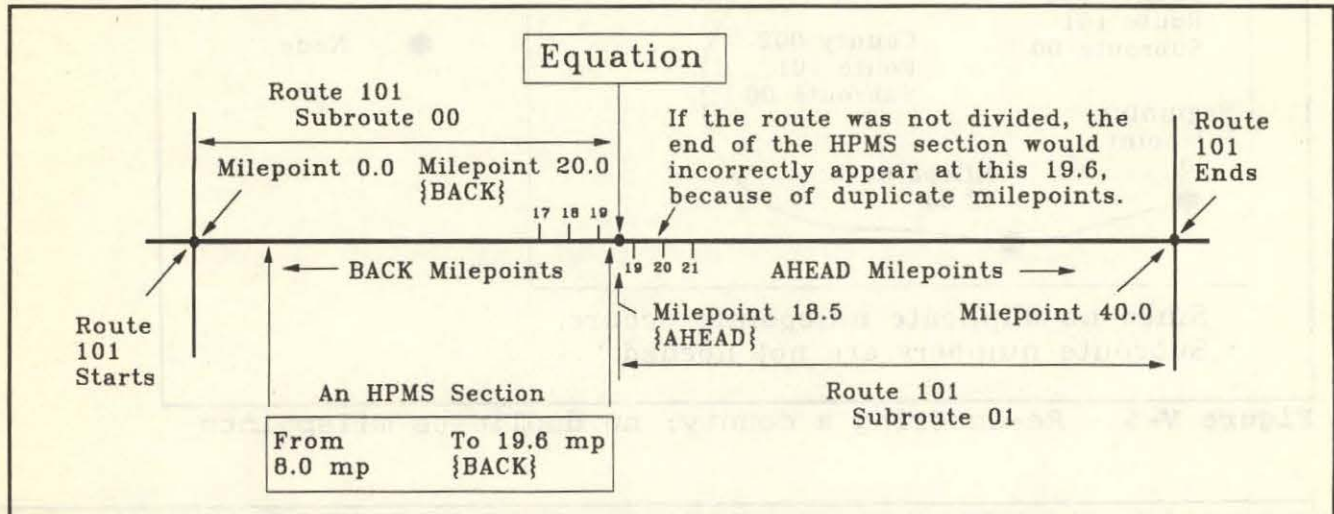 Equation
Route 101
Subroute 00
Milepoint 0.0
Milepoint 20.0
{BACK}
If the route was not divided, the
end of the HPMS section would
incorrectly appear at this 19.6,
because of duplicate milepoints.
Route
101
Ends
17 18 19
19 20 21
BACK Milepoints
AHEAD Milepoints
Route
101
Starts
Milepoint 18.5
{AHEAD}
Milepoint 40.0
An HPMS Section
From
8.0 mp
To 19.6 mp
{BACK}
Route 101
Subroute 01